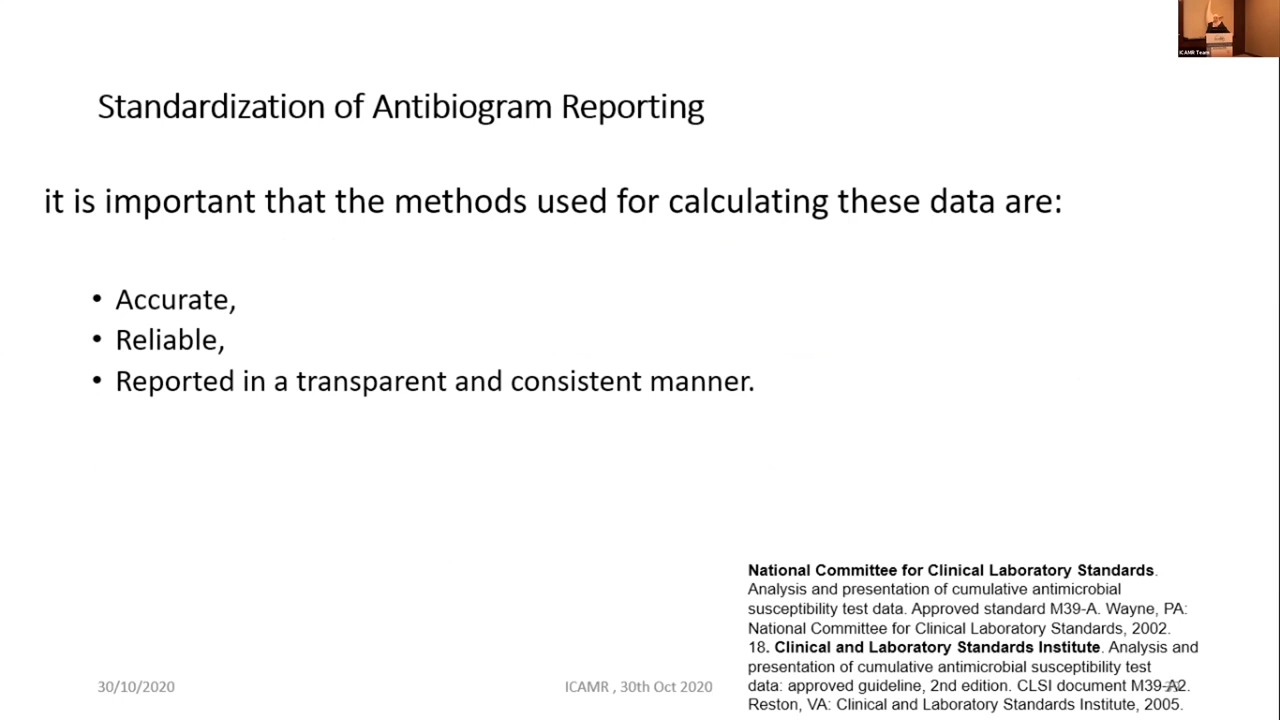 ICAMR Team
Standardization of Antibiogram Reporting
it is important that the methods used for calculating these data are:
• Accurate,
• Reliable,
• Reported in a transparent and consistent manner.
National Committee for Clinical Laboratory Standards.
Analysis and presentation of cumulative antimicrobial
susceptibility test data. Approved standard M39-A. Wayne, PA:
National Committee for Clinical Laboratory Standards, 2002.
18. Clinical and Laboratory Standards Institute. Analysis and
presentation of cumulative antimicrobial susceptibility test
data: approved guideline, 2nd edition. CLSI document M39-A2.
Reston, VA: Clinical and Laboratory Standards Institute, 2005.
30/10/2020
ICAMR , 30th Oct 2020